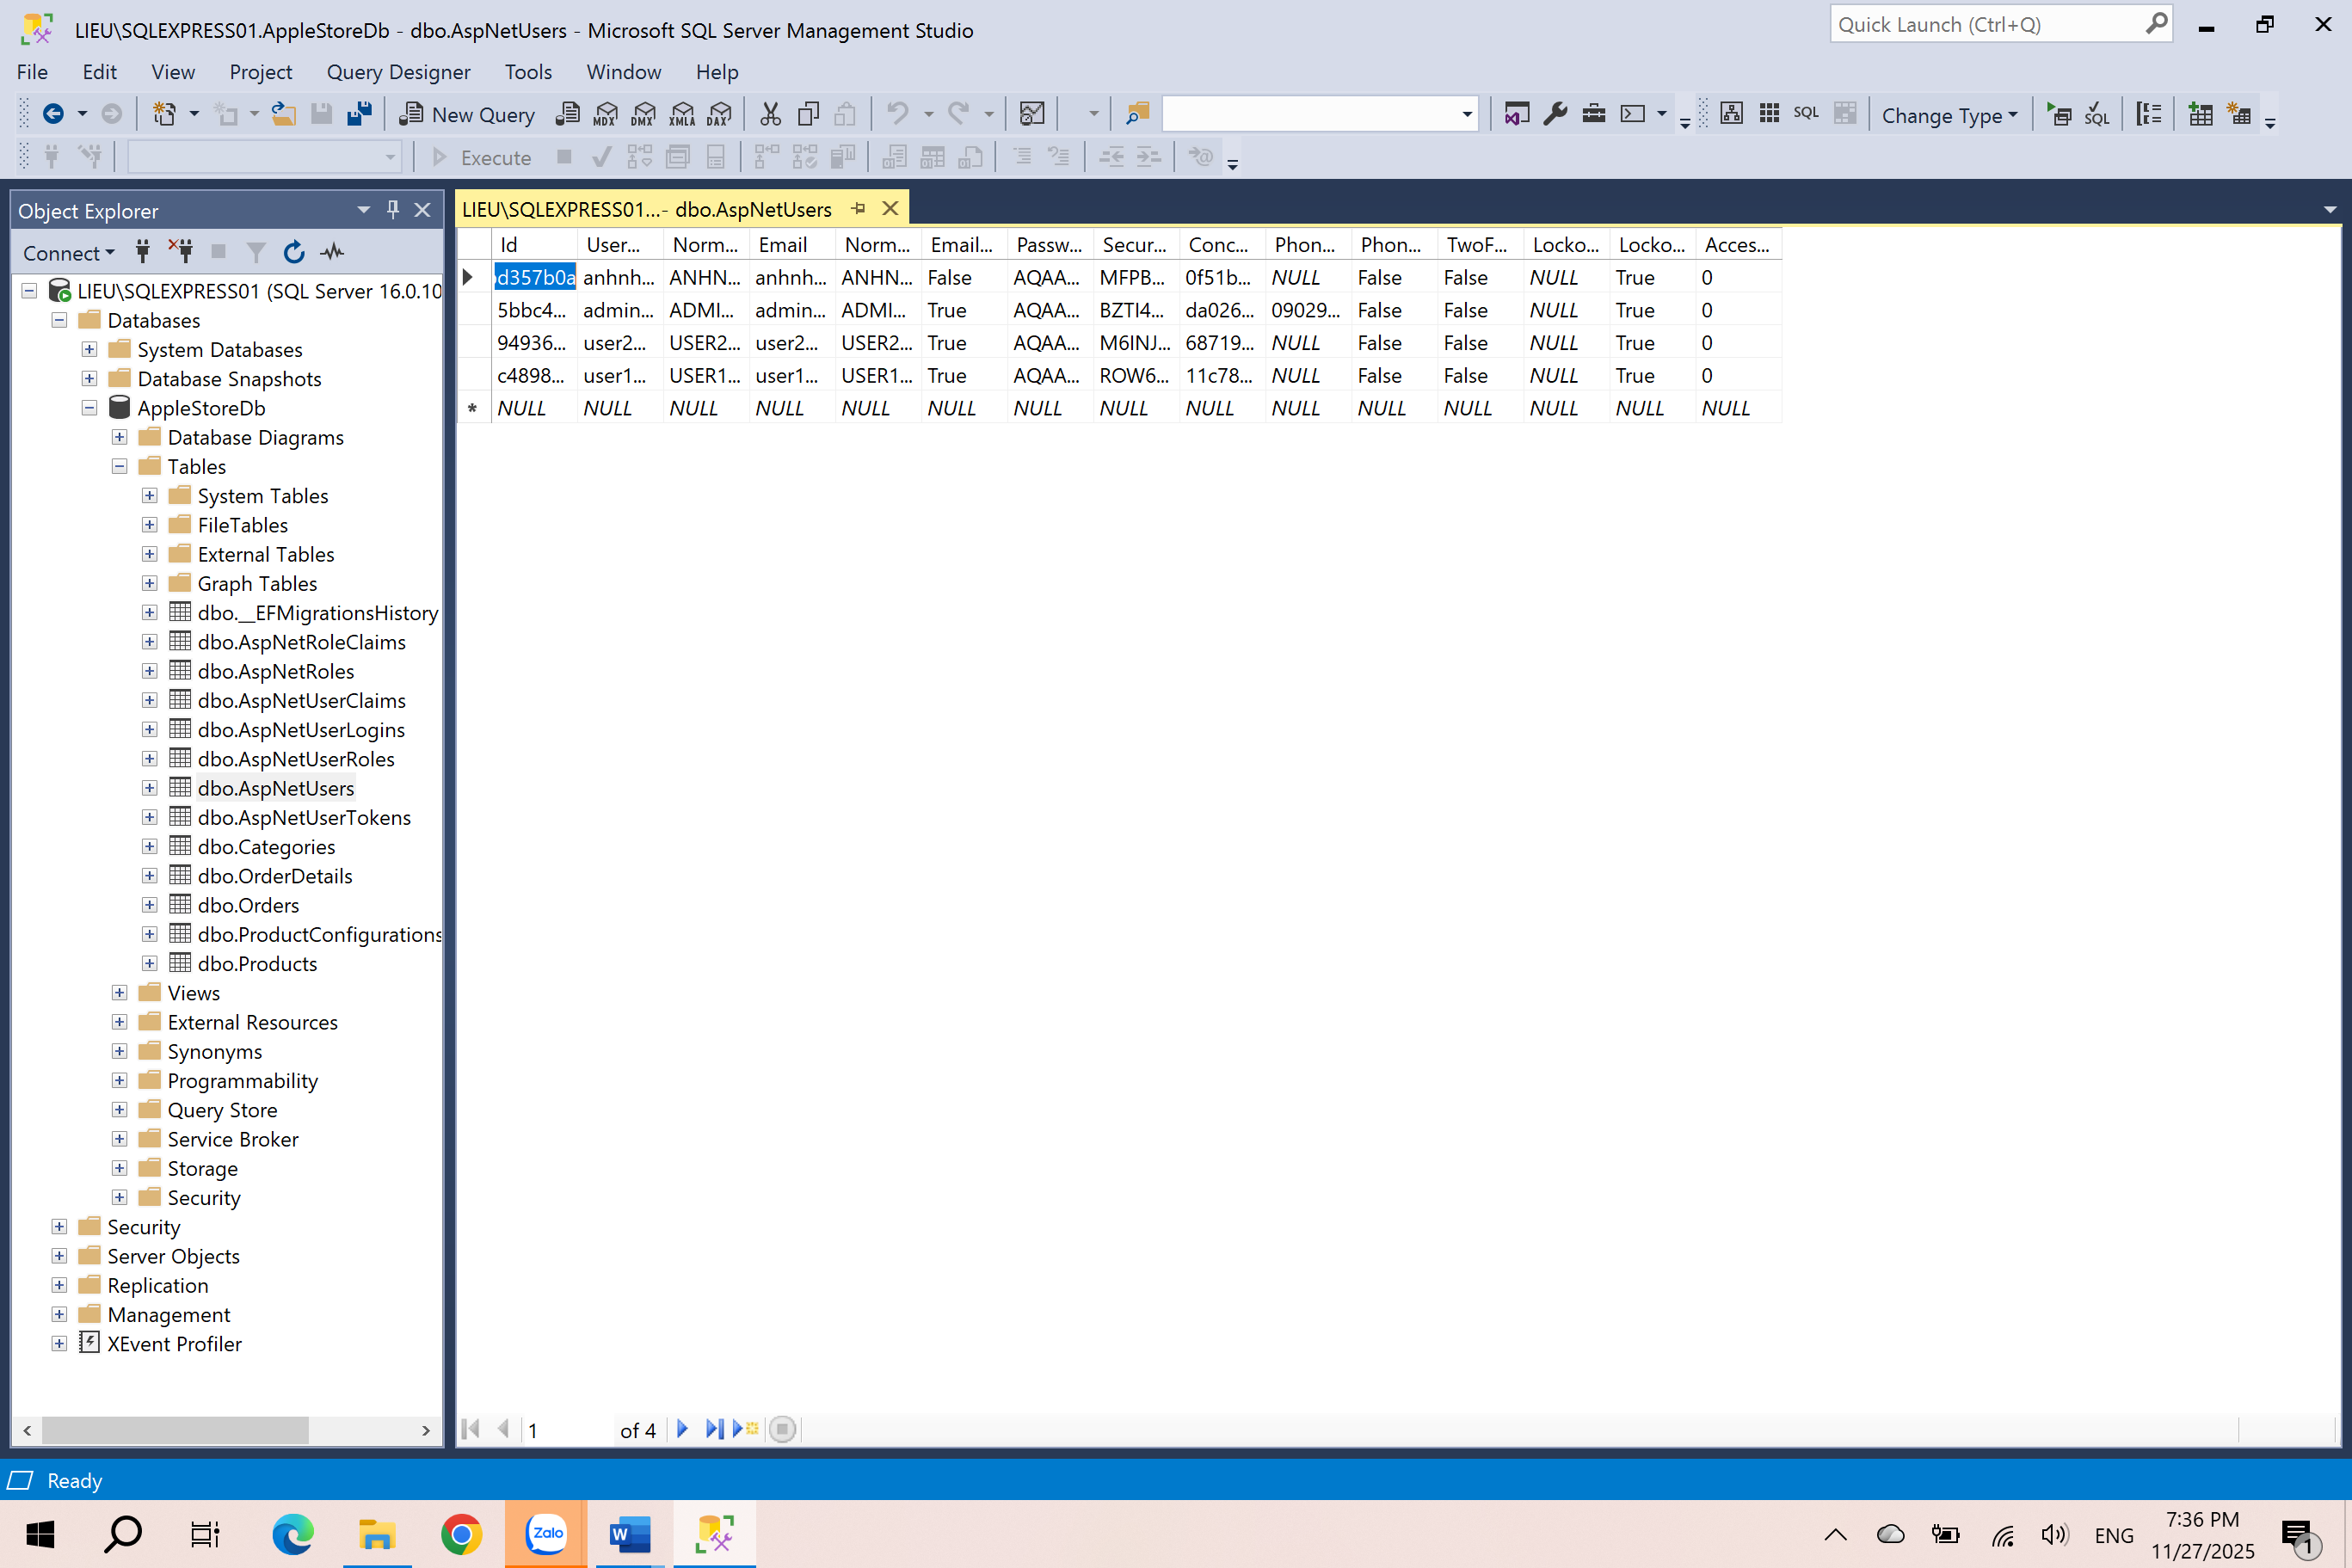 LIEU\SQLEXPRESS01.AppleStoreDb - dbo.AspNetUsers - Microsoft SQL Server Management Studio
Quick Launch (Ctrl+Q)
File Edit View Project Query Designer Tools Window Help
New Query MDX DMX XMLA DAX SQL Change Type SQL
Execute
Object Explorer
Connect
LIEU\SQLEXPRESS01 (SQL Server 16.0.10
Databases
System Databases
Database Snapshots
AppleStoreDb
Database Diagrams
Tables
System Tables
FileTables
External Tables
Graph Tables
dbo.__EFMigrationsHistory
dbo.AspNetRoleClaims
dbo.AspNetRoles
dbo.AspNetUserClaims
dbo.AspNetUserLogins
dbo.AspNetUserRoles
dbo.AspNetUsers
dbo.AspNetUserTokens
dbo.Categories
dbo.OrderDetails
dbo.Orders
dbo.ProductConfigurations
dbo.Products
Views
External Resources
Synonyms
Programmability
Query Store
Service Broker
Storage
Security
Security
Server Objects
Replication
Management
XEvent Profiler
LIEU\SQLEXPRESS01...- dbo.AspNetUsers
Id User... Norm... Email Norm... Email... Passw... Secur... Conc... Phon... Phon... TwoF... Locko... Locko... Acces...
d357b0a anhnh... ANHN... anhnh... ANHN... False AQAA... MFPB... 0f51b... NULL False False NULL True 0
5bbc4... admin... ADMI... admin... ADMI... True AQAA... BZTI4... da026... 09029... False False NULL True 0
94936... user2... USER2... user2... USER2... True AQAA... M6INJ... 68719... NULL False False NULL True 0
c4898... user1... USER1... user1... USER1... True AQAA... ROW6... 11c78... NULL False False NULL True 0
* NULL NULL NULL NULL NULL NULL NULL NULL NULL NULL NULL NULL NULL NULL NULL
1 of 4
Ready
Zalo
W
ENG
7:36 PM
11/27/2025
1